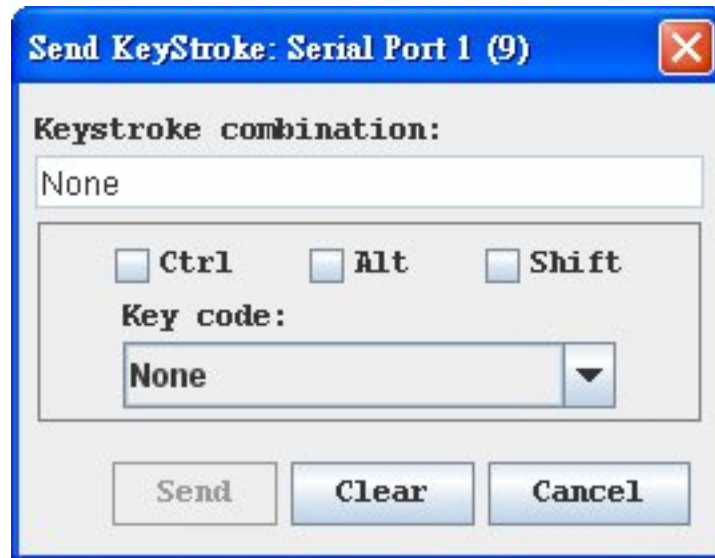 Send KeyStroke: Serial Port 1 (9)
Keystroke combination:
None
Ctrl Alt Shift
Key code:
None
Send Clear Cancel